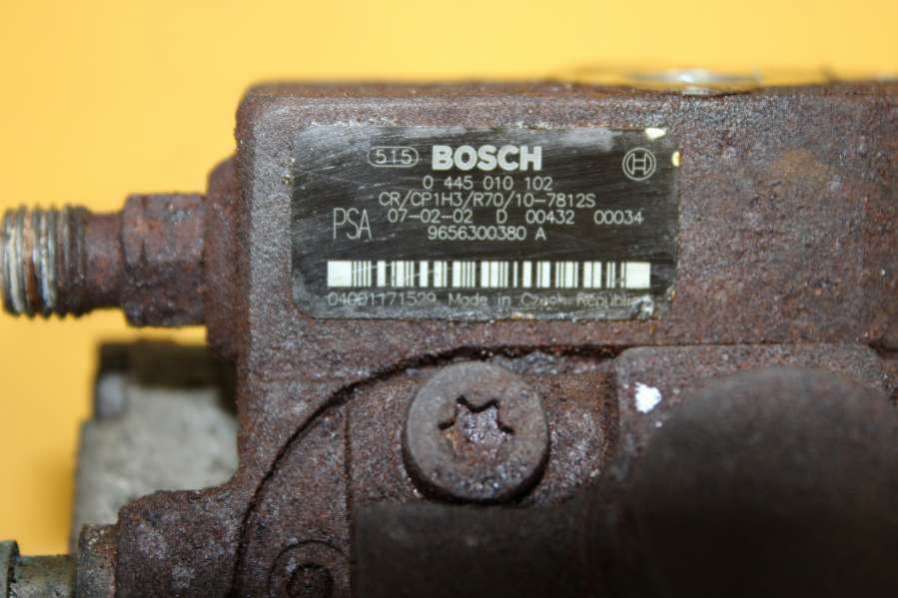 515 BOSCH
0 445 010 102
CR/CP1H3/R70/10-7812S
PSA 07-02-02 D 00432 00034
9656300380 A
04001171529 Made in Czech Republic